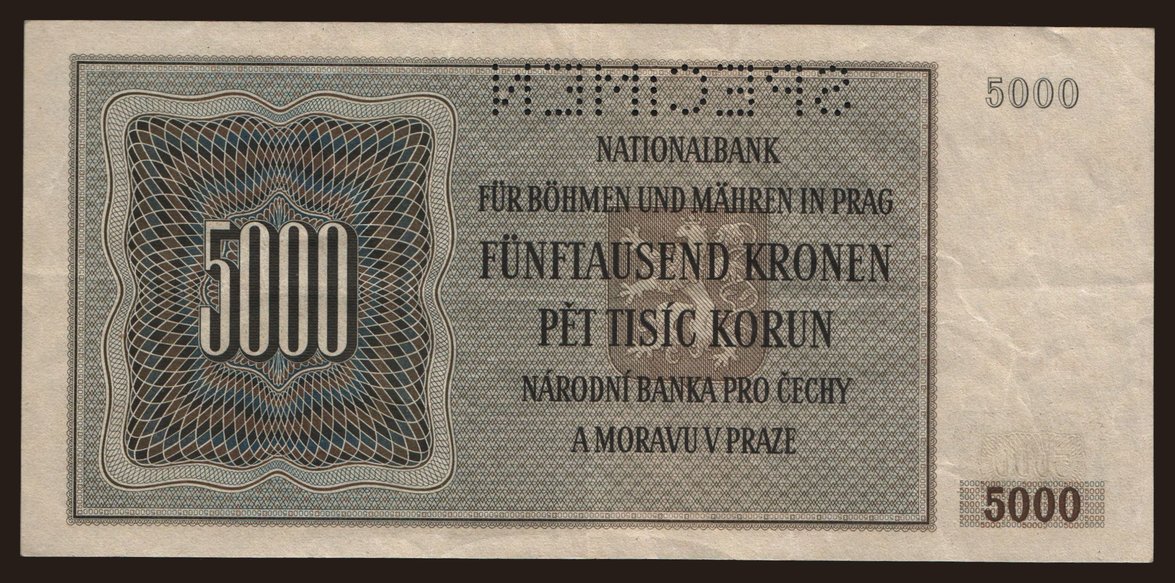 SPECIMEN
5000
NATIONALBANK
FÜR BÖHMEN UND MÄHREN IN PRAG
5000
FÜNFTAUSEND KRONEN
PĚT TISÍC KORUN
NÁRODNÍ BANKA PRO ČECHY
A MORAVU V PRAZE
5000